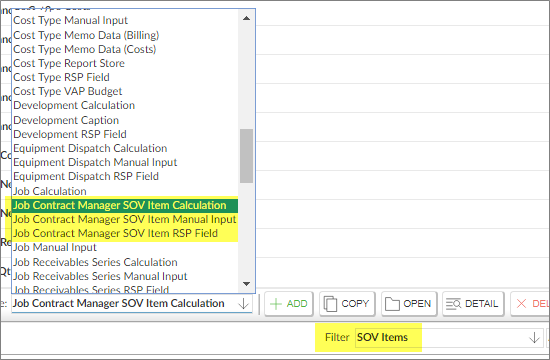 Cost Type Manual Input
Cost Type Memo Data (Billing)
Cost Type Memo Data (Costs)
Cost Type Report Store
Cost Type RSP Field
Cost Type VAP Budget
Development Calculation
Development Caption
Development RSP Field
Equipment Dispatch Calculation
Equipment Dispatch Manual Input
Equipment Dispatch RSP Field
Job Calculation
Job Contract Manager SOV Item Calculation
Job Contract Manager SOV Item Manual Input
Job Contract Manager SOV Item RSP Field
Job Manual Input
Job Receivables Series Calculation
Job Receivables Series Manual Input
Job Receivables Series RSP Field
Job Contract Manager SOV Item Calculation ADD COPY OPEN DETAIL DEL
Filter SOV Items